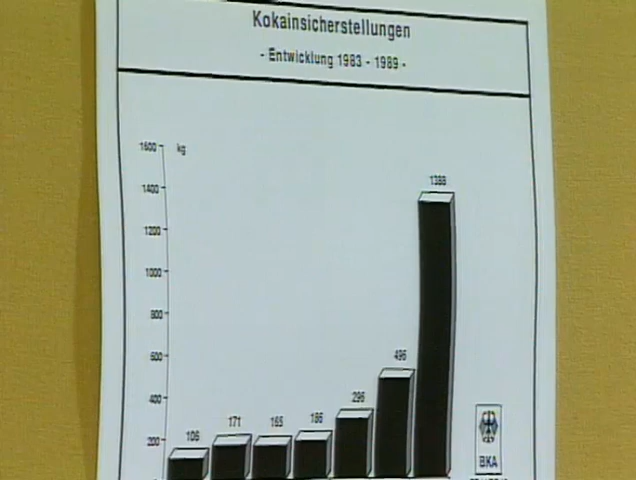 Kokainsicherstellungen
- Entwicklung 1983 - 1989 -
1600 kg
1400
1200
1000
800
600
400
200
106 171 165 186 296 496 1388
BKA